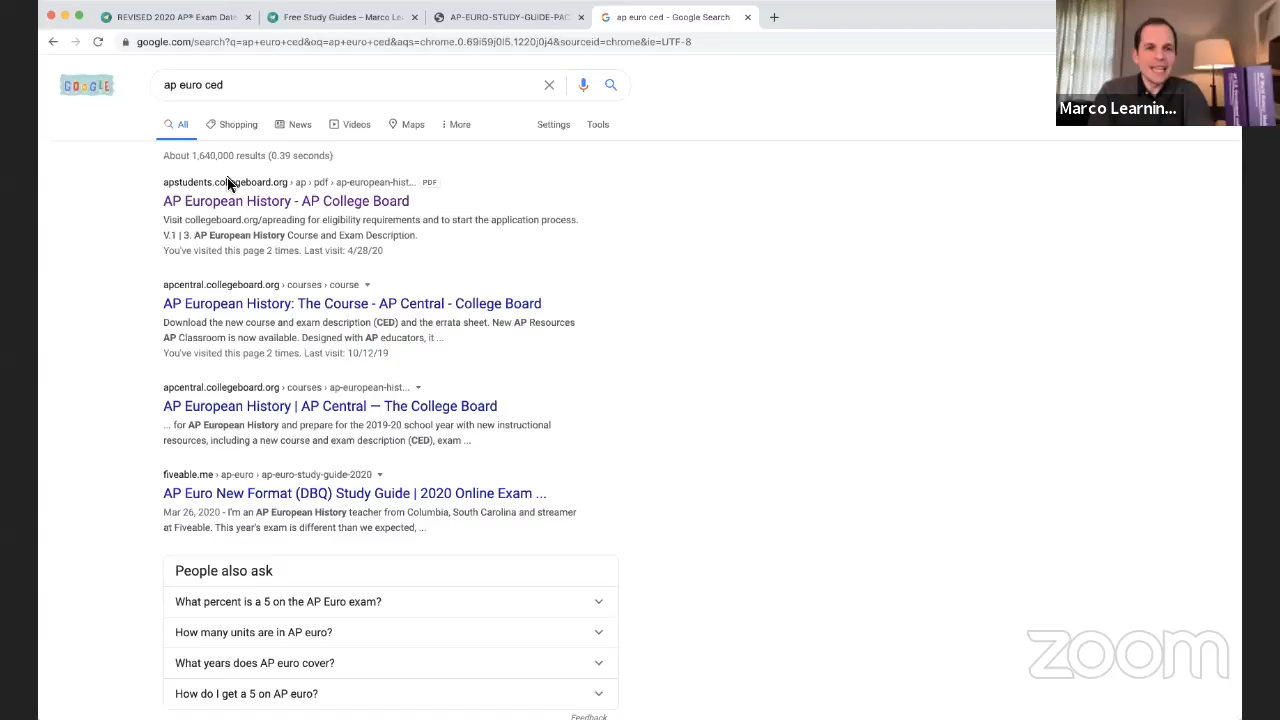 REVISED 2020 AP® Exam Dat
Free Study Guides – Marco Le
AP-EURO-STUDY-GUIDE-PAC
ap euro ced - Google Search
google.com/search?q=ap+euro+ced&oq=ap+euro+ced&aqs=chrome.0.69i59j0l5.1220j0j4&sourceid=chrome&ie=UTF-8
Marco Learnin...
GOOGLE
ap euro ced
All
Shopping
News
Videos
Maps
More
Settings
Tools
About 1,640,000 results (0.39 seconds)
apstudents.collegeboard.org › ap › pdf › ap-european-hist... PDF
AP European History - AP College Board
Visit collegeboard.org/apreading for eligibility requirements and to start the application process.
V.1 | 3. AP European History Course and Exam Description.
You've visited this page 2 times. Last visit: 4/28/20
apcentral.collegeboard.org › courses › course
AP European History: The Course - AP Central - College Board
Download the new course and exam description (CED) and the errata sheet. New AP Resources
AP Classroom is now available. Designed with AP educators, it ...
You've visited this page 2 times. Last visit: 10/12/19
apcentral.collegeboard.org › courses › ap-european-hist...
AP European History | AP Central — The College Board
... for AP European History and prepare for the 2019-20 school year with new instructional
resources, including a new course and exam description (CED), exam ...
fiveable.me › ap-euro › ap-euro-study-guide-2020
AP Euro New Format (DBQ) Study Guide | 2020 Online Exam ...
Mar 26, 2020 - I'm an AP European History teacher from Columbia, South Carolina and streamer
at Fiveable. This year's exam is different than we expected, ...
People also ask
What percent is a 5 on the AP Euro exam?
How many units are in AP euro?
What years does AP euro cover?
How do I get a 5 on AP euro?
Feedback
zoom